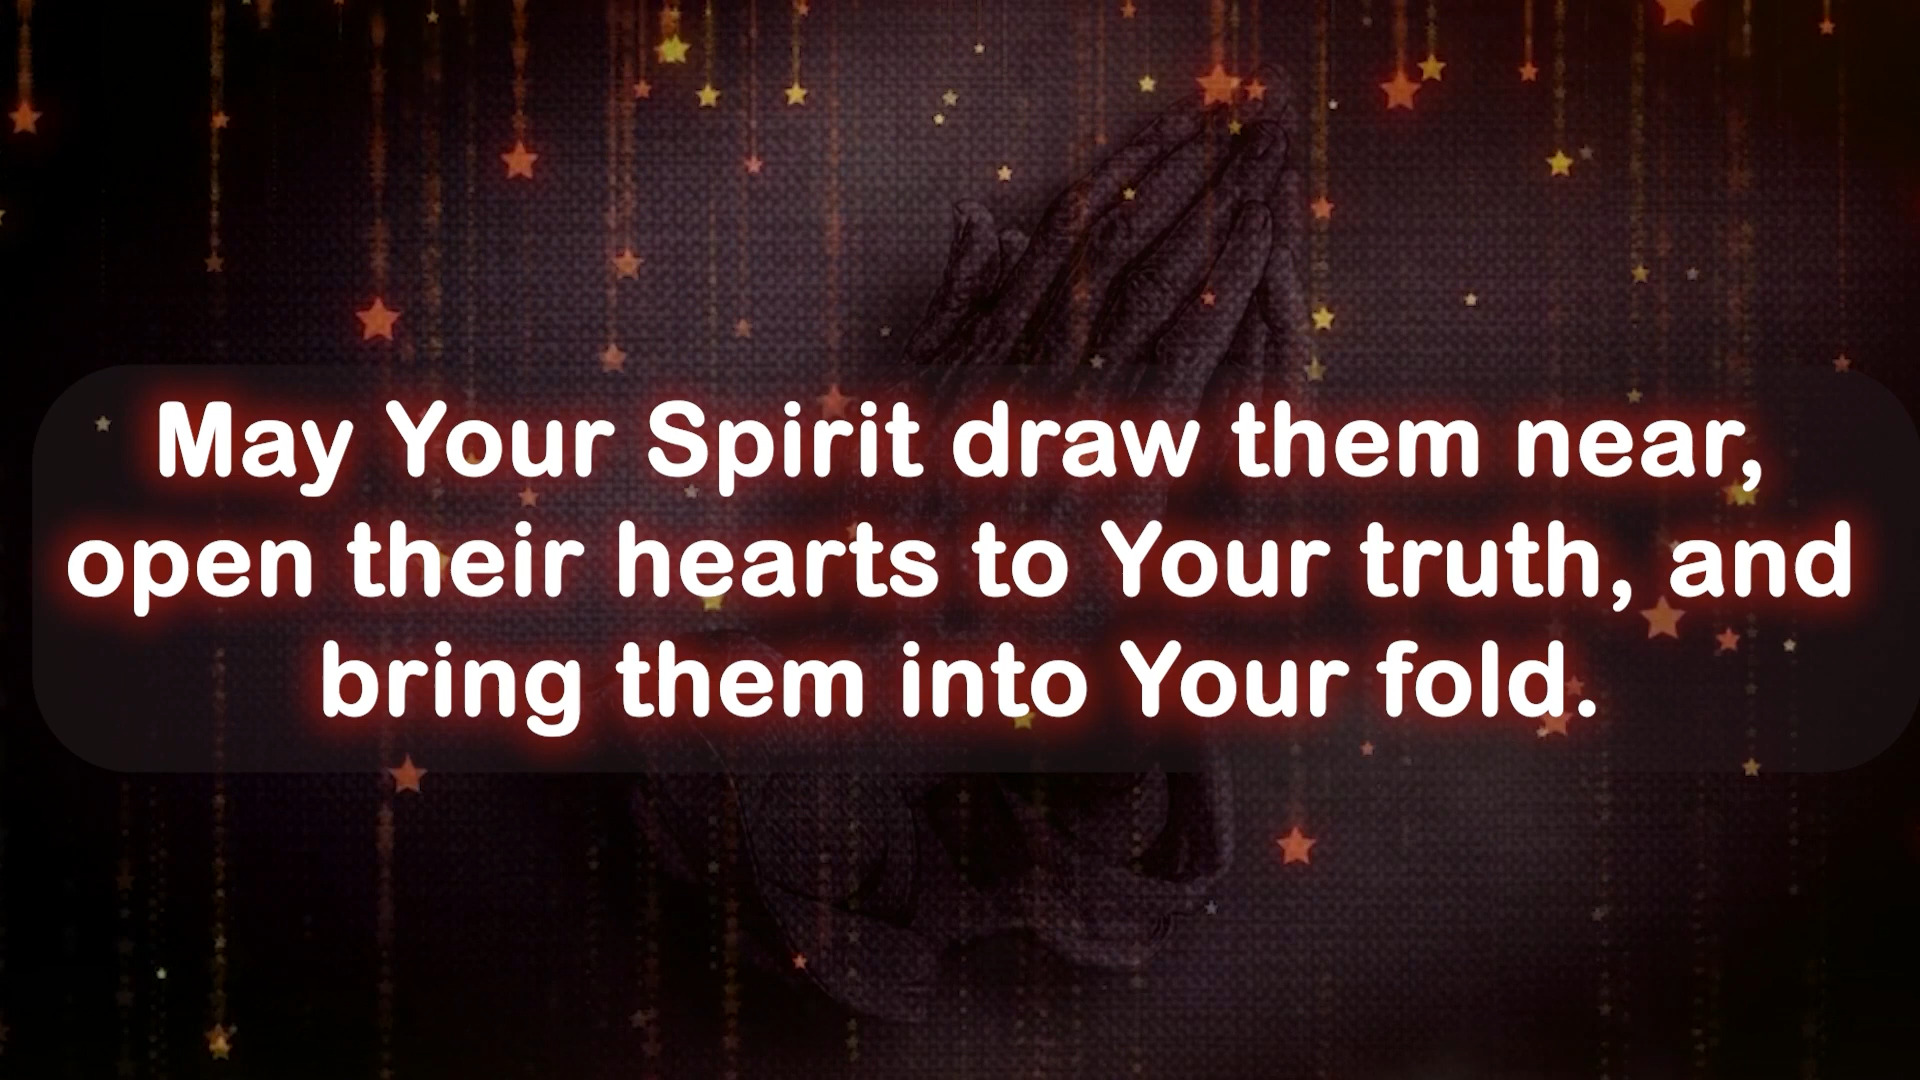 May Your Spirit draw them near,
open their hearts to Your truth, and
bring them into Your fold.